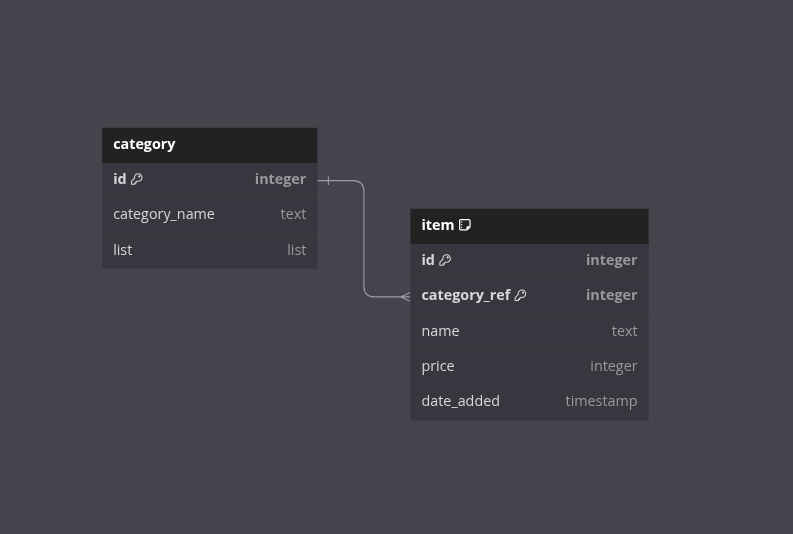 category
id integer
category_name text
list list
item
id integer
category_ref integer
name text
price integer
date_added timestamp